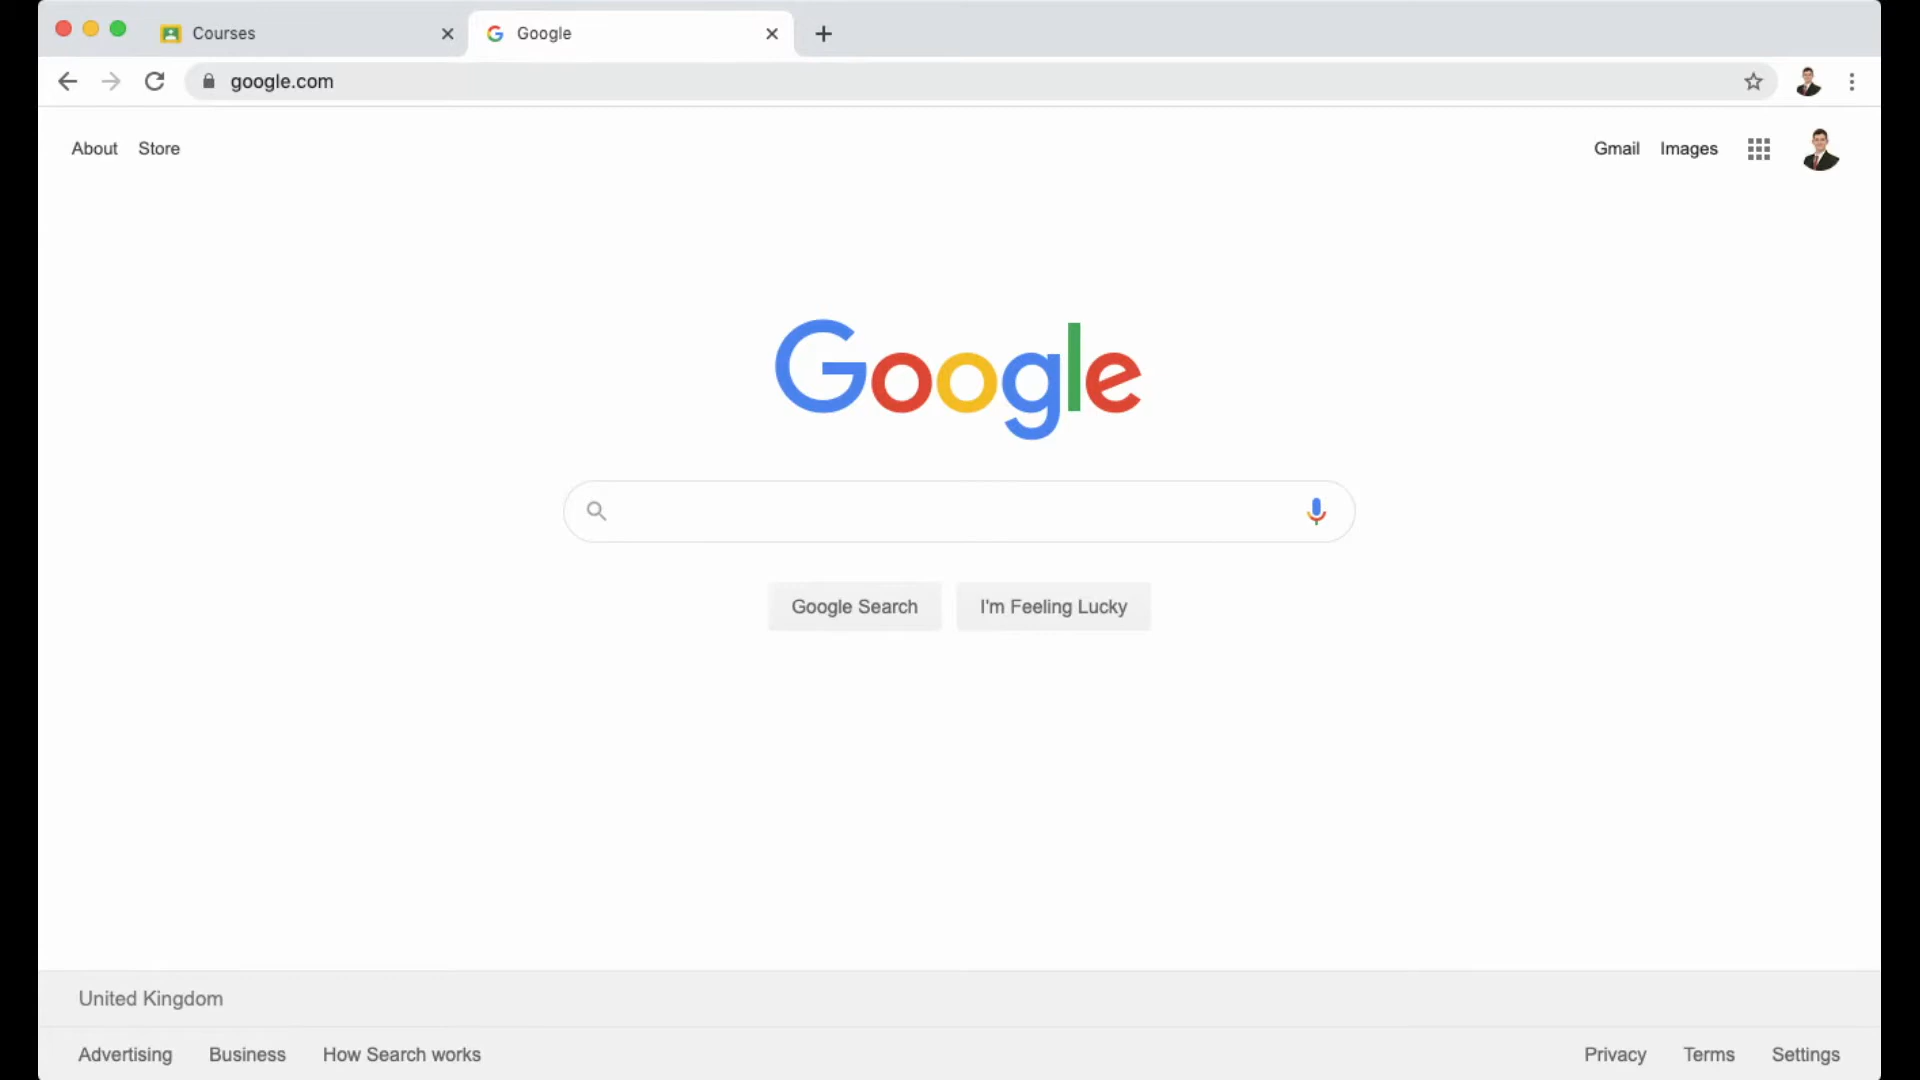 Courses
Google
google.com
About Store
Gmail Images
Google
Google Search I'm Feeling Lucky
United Kingdom
Advertising Business How Search works
Privacy Terms Settings